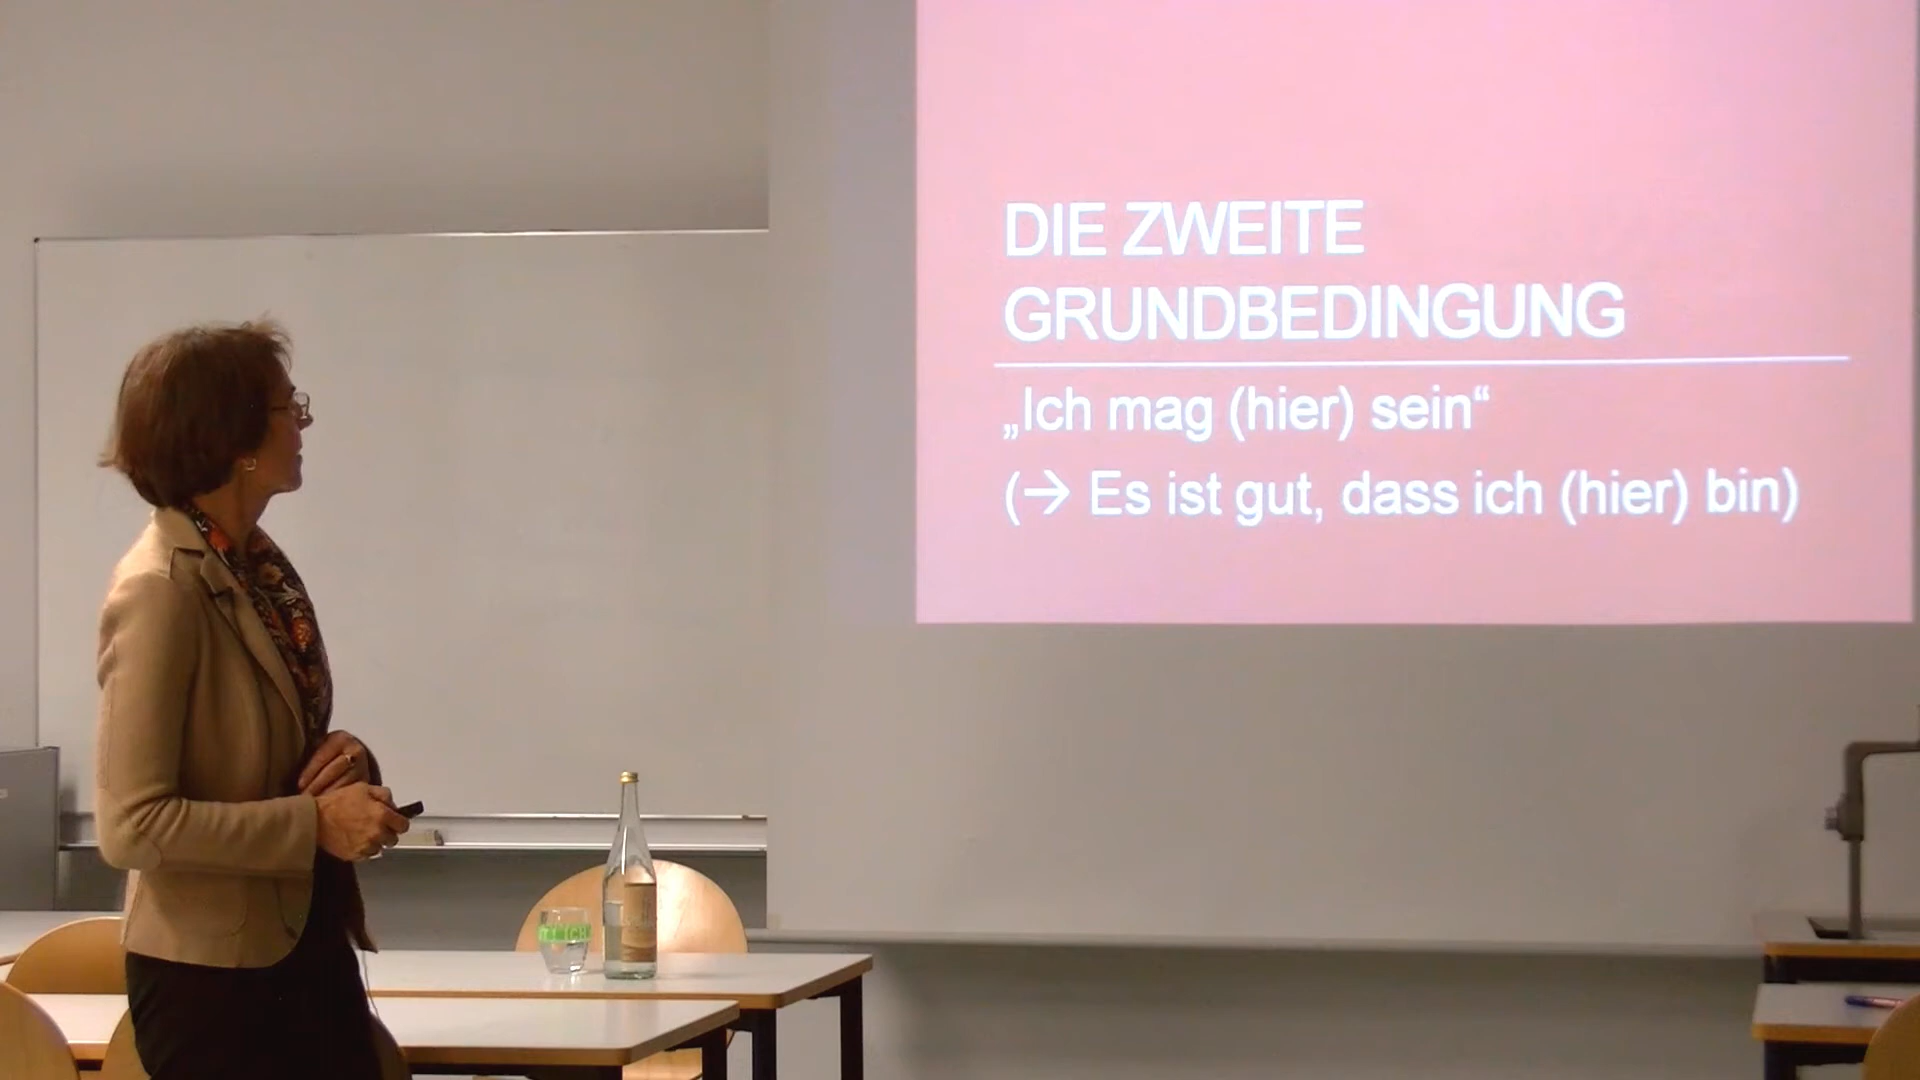 DIE ZWEITE
GRUNDBEDINGUNG
„Ich mag (hier) sein“
(→ Es ist gut, dass ich (hier) bin)